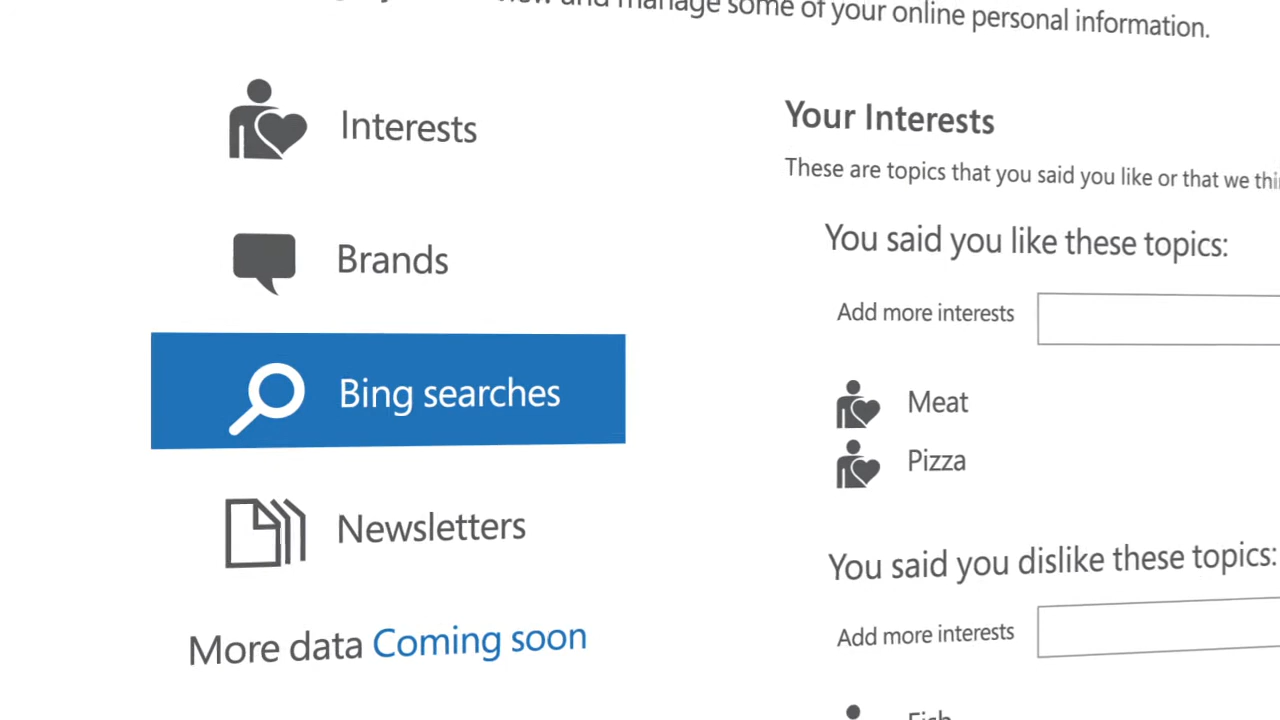 and manage some of your online personal information.
Interests
Brands
Bing searches
Newsletters
More data Coming soon
Your Interests
These are topics that you said you like or that we
You said you like these topics:
Add more interests
Meat
Pizza
You said you dislike these topics:
Add more interests
Fish